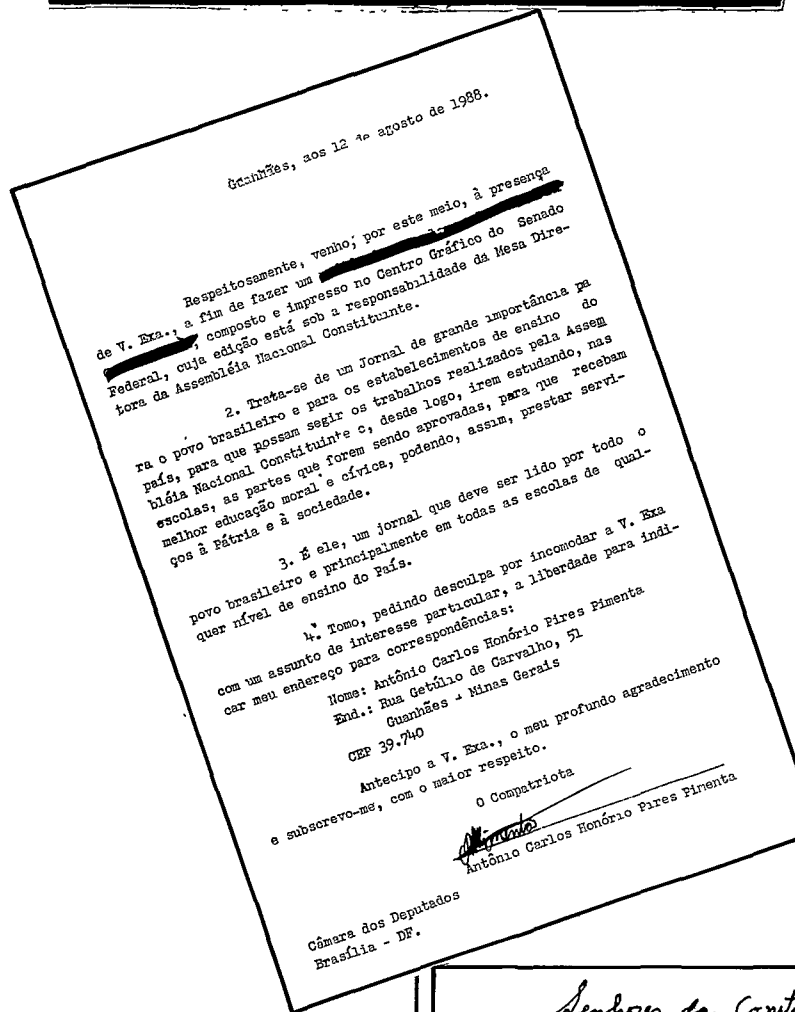 Guanhães, aos 12 de agosto de 1988.
Respeitosamente, venho, por este meio, à presença
de V. Exa., a fim de fazer um
, composto e impresso no Centro Gráfico do Senado
Federal, cuja edição está sob a responsabilidade da Mesa Dire-
tora da Assembléia Nacional Constituinte.
2. Trata-se de um Jornal de grande importância pa
ra o povo brasileiro e para os estabelecimentos de ensino do
país, para que possam segir os trabalhos realizados pela Assem
bléia Nacional Constituinte e, desde logo, irem estudando, nas
escolas, as partes que forem sendo aprovadas, para que recebam
melhor educação moral e cívica, podendo, assim, prestar servi-
ços à Pátria e à sociedade.
3. É ele, um jornal que deve ser lido por todo o
povo brasileiro e principalmente em todas as escolas de qual-
quer nível de ensino do País.
4. Tomo, pedindo desculpa por incomodar a V. Exa
com um assunto de interesse particular, a liberdade para indi-
car meu endereço para correspondências:
Nome: Antônio Carlos Honório Pires Pimenta
End.: Rua Getúlio de Carvalho, 51
Guanhães - Minas Gerais
CEP 39.740
Antecipo a V. Exa., o meu profundo agradecimento
e subscrevo-me, com o maior respeito.
O Compatriota
Antônio Carlos Honório Pires Pimenta
Câmara dos Deputados
Brasília - DF.
Senhores da